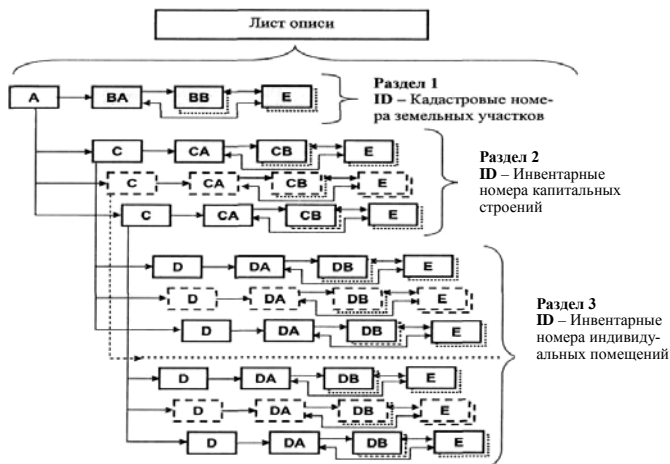 Лист описи
A BA BB E
Раздел 1
ID – Кадастровые номе-
ра земельных участков
C CA CB E
C CA CB E
C CA CB E
Раздел 2
ID – Инвентарные
номера капитальных
строений
D DA DB E
D DA DB E
D DA DB E
D DA DB E
D DA DB E
D DA DB E
Раздел 3
ID – Инвентарные
номера индивиду-
альных помещений